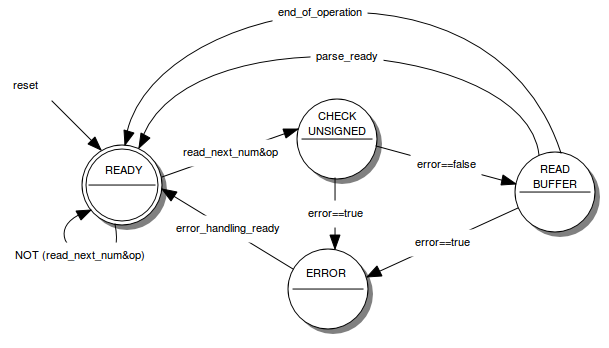 end_of_operation
parse_ready
reset
CHECK
UNSIGNED
read_next_num&op
error==false
READY
READ
BUFFER
error==true
error_handling_ready
error==true
NOT (read_next_num&op)
ERROR